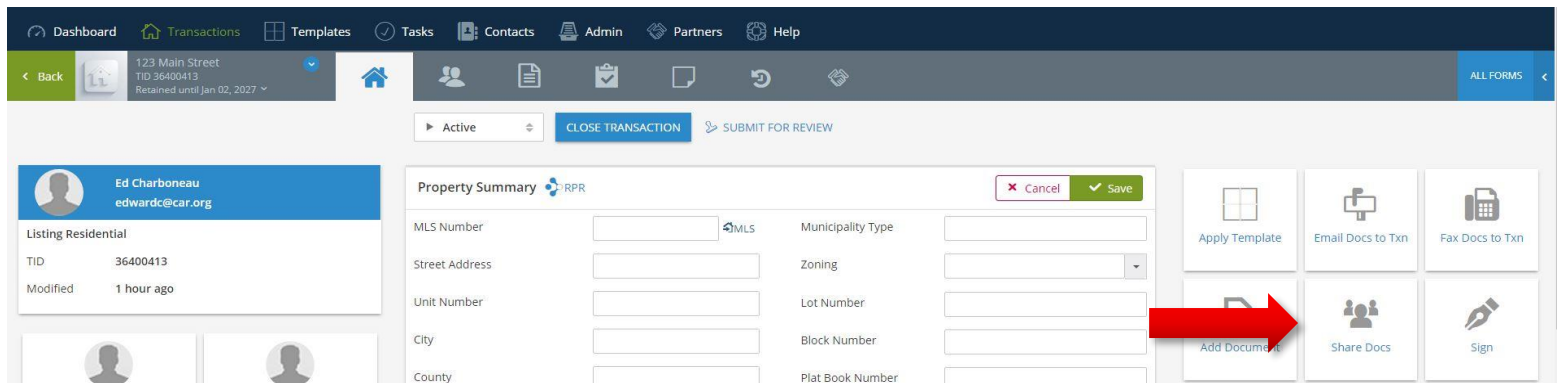 Dashboard Transactions Templates Tasks Contacts Admin Partners Help
Back
123 Main Street
TID 36400413
Retained until Jan 02, 2027
ALL FORMS
Active
CLOSE TRANSACTION
SUBMIT FOR REVIEW
Ed Charboneau
edwardc@car.org
Listing Residential
TID 36400413
Modified 1 hour ago
Property Summary RPR
Cancel Save
MLS Number MLS Municipality Type
Street Address Zoning
Unit Number Lot Number
City Block Number
County Plat Book Number
Apply Template Email Docs to Txn Fax Docs to Txn
Add Document Share Docs Sign